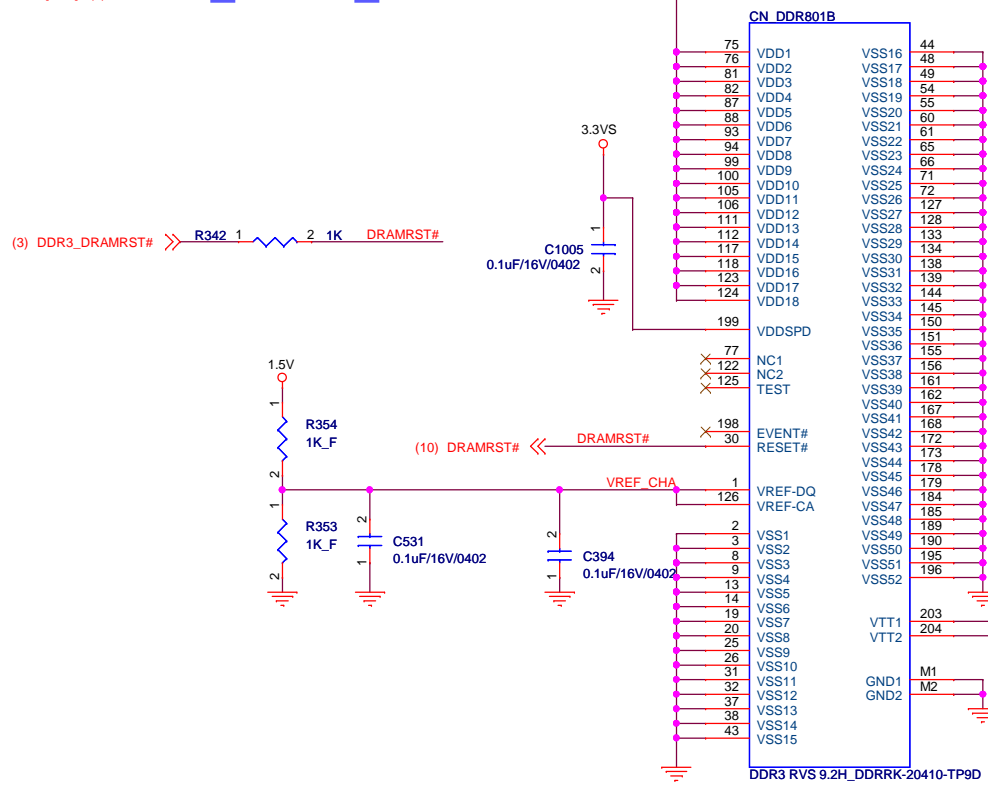 CN_DDR801B
75 VDD1 VSS16 44
76 VDD2 VSS17 48
81 VDD3 VSS18 49
82 VDD4 VSS19 54
87 VDD5 VSS20 55
88 VDD6 VSS21 60
93 VDD7 VSS22 61
94 VDD8 VSS23 65
99 VDD9 VSS24 66
100 VDD10 VSS25 71
105 VDD11 VSS26 72
106 VDD12 VSS27 127
111 VDD13 VSS28 128
112 VDD14 VSS29 133
117 VDD15 VSS30 134
118 VDD16 VSS31 138
123 VDD17 VSS32 139
124 VDD18 VSS33 144
VSS34 145
199 VDDSPD VSS35 150
VSS36 151
77 NC1 VSS37 155
122 NC2 VSS38 156
125 TEST VSS39 161
VSS40 162
VSS41 167
198 EVENT# VSS42 168
30 RESET# VSS43 172
VSS44 173
VSS45 178
1 VREF-DQ VSS46 179
126 VREF-CA VSS47 184
VSS48 185
2 VSS1 VSS49 189
3 VSS2 VSS50 190
8 VSS3 VSS51 195
9 VSS4 VSS52 196
13 VSS5
14 VSS6
19 VSS7 VTT1 203
20 VSS8 VTT2 204
25 VSS9
26 VSS10
31 VSS11 GND1 M1
32 VSS12 GND2 M2
37 VSS13
38 VSS14
43 VSS15
DDR3 RVS 9.2H_DDRRK-20410-TP9D
3.3VS
1
C1005
0.1uF/16V/0402
2
(3) DDR3_DRAMRST# R342 1 2 1K DRAMRST#
1.5V
1
R354
1K_F
2
(10) DRAMRST# DRAMRST#
VREF_CHA
1
R353
1K_F
2
2
C531
0.1uF/16V/0402
1
2
C394
0.1uF/16V/0402
1